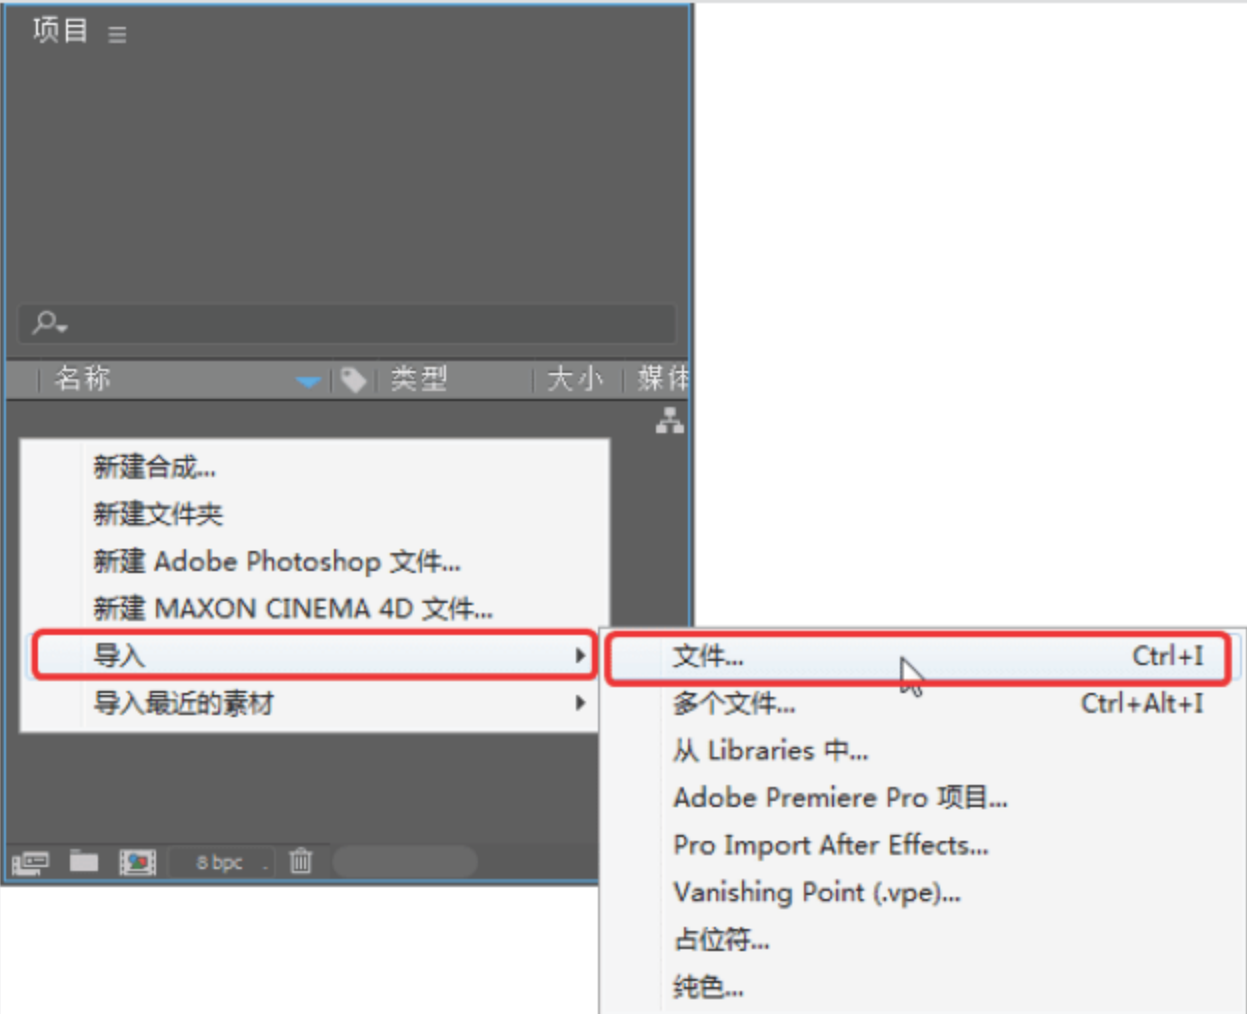 项目
名称 类型 大小 媒体
新建合成...
新建文件夹
新建 Adobe Photoshop 文件...
新建 MAXON CINEMA 4D 文件...
导入
导入最近的素材
文件... Ctrl+I
多个文件... Ctrl+Alt+I
从 Libraries 中...
Adobe Premiere Pro 项目...
Pro Import After Effects...
Vanishing Point (.vpe)...
占位符...
纯色...
8 bpc